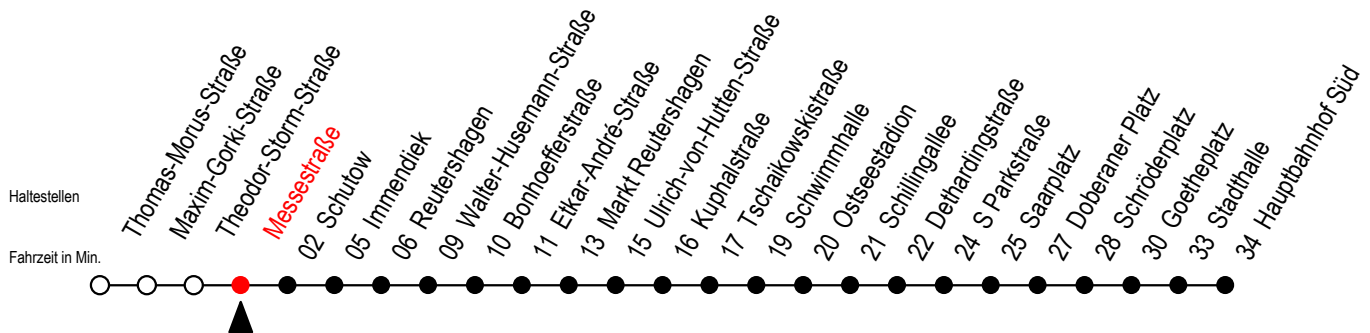 Haltestellen
Fahrzeit in Min.
Thomas-Morus-Straße
Maxim-Gorki-Straße
Theodor-Storm-Straße
Messestraße
02 Schutow
05 Immendiek
06 Reutershagen
09 Walter-Husemann-Straße
10 Bonhoefferstraße
11 Etkar-André-Straße
13 Markt Reutershagen
15 Ulrich-von-Hutten-Straße
16 Kuphalstraße
17 Tschaikowskistraße
19 Schwimmhalle
20 Ostseestadion
21 Schillingallee
22 Dethardingstraße
24 S Parkstraße
25 Saarplatz
27 Doberaner Platz
28 Schröderplatz
30 Goetheplatz
33 Stadthalle
34 Hauptbahnhof Süd